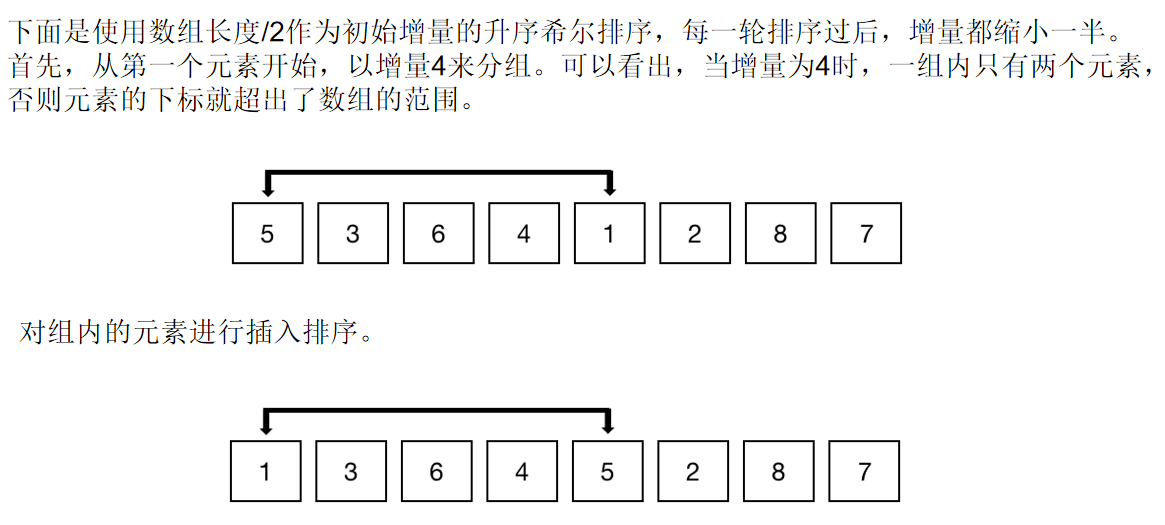 下面是使用数组长度/2作为初始增量的升序希尔排序，每一轮排序过后，增量都缩小一半。
首先，从第一个元素开始，以增量4来分组。可以看出，当增量为4时，一组内只有两个元素，
否则元素的下标就超出了数组的范围。
5 3 6 4 1 2 8 7
对组内的元素进行插入排序。
1 3 6 4 5 2 8 7